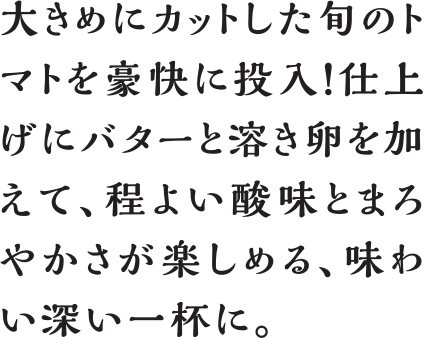 大きめにカットした旬のト
マトを豪快に投入!仕上
げにバターと溶き卵を加
えて、程よい酸味とまろ
やかさが楽しめる、味わ
い深い一杯に。